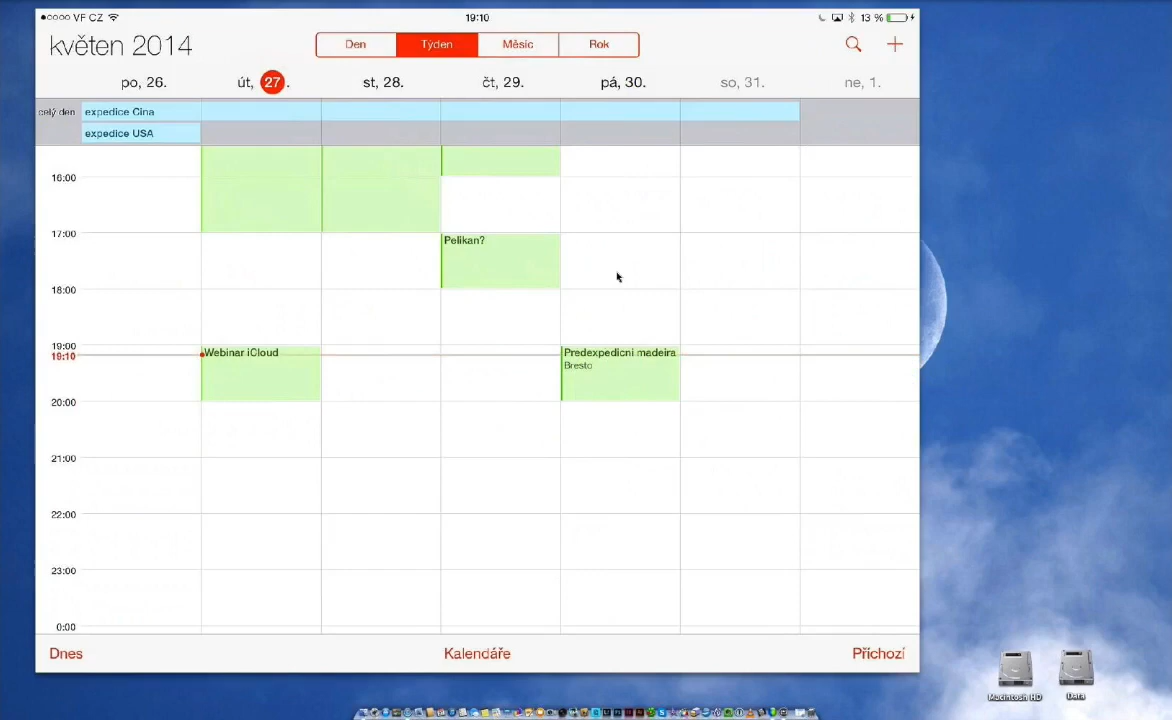 VF CZ
19:10
13 %
květen 2014
Den
Týden
Měsíc
Rok
po, 26.
út, 27.
st, 28.
čt, 29.
pá, 30.
so, 31.
ne, 1.
celý den
expedice Cina
expedice USA
16:00
17:00
Pelikan?
18:00
19:00
19:10
Webinar iCloud
Predexpedicni madeira
Bresto
20:00
21:00
22:00
23:00
0:00
Dnes
Kalendáře
Příchozí
Macintosh HD
Data